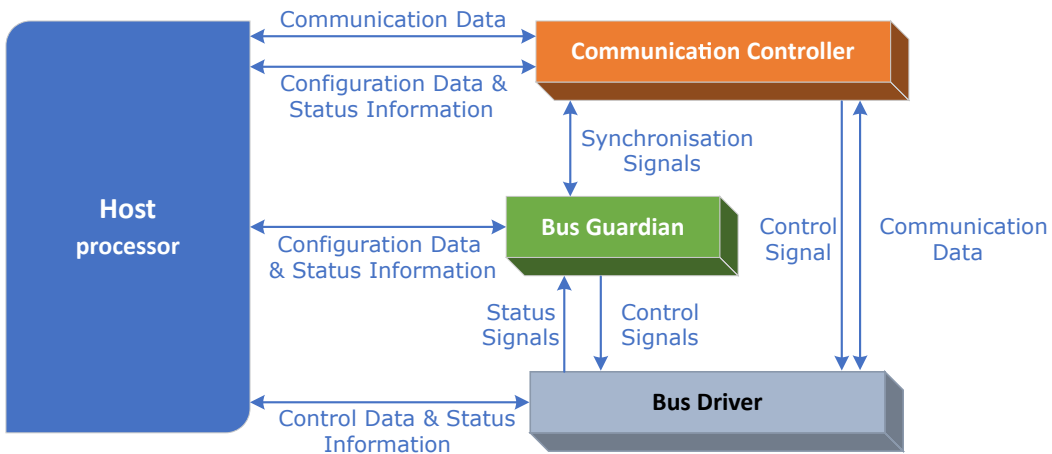 Communication Data
Communication Controller
Configuration Data &
Status Information
Synchronisation
Signals
Host
processor
Bus Guardian
Control
Signal
Communication
Data
Configuration Data
& Status Information
Status
Signals
Control
Signals
Bus Driver
Control Data & Status
Information